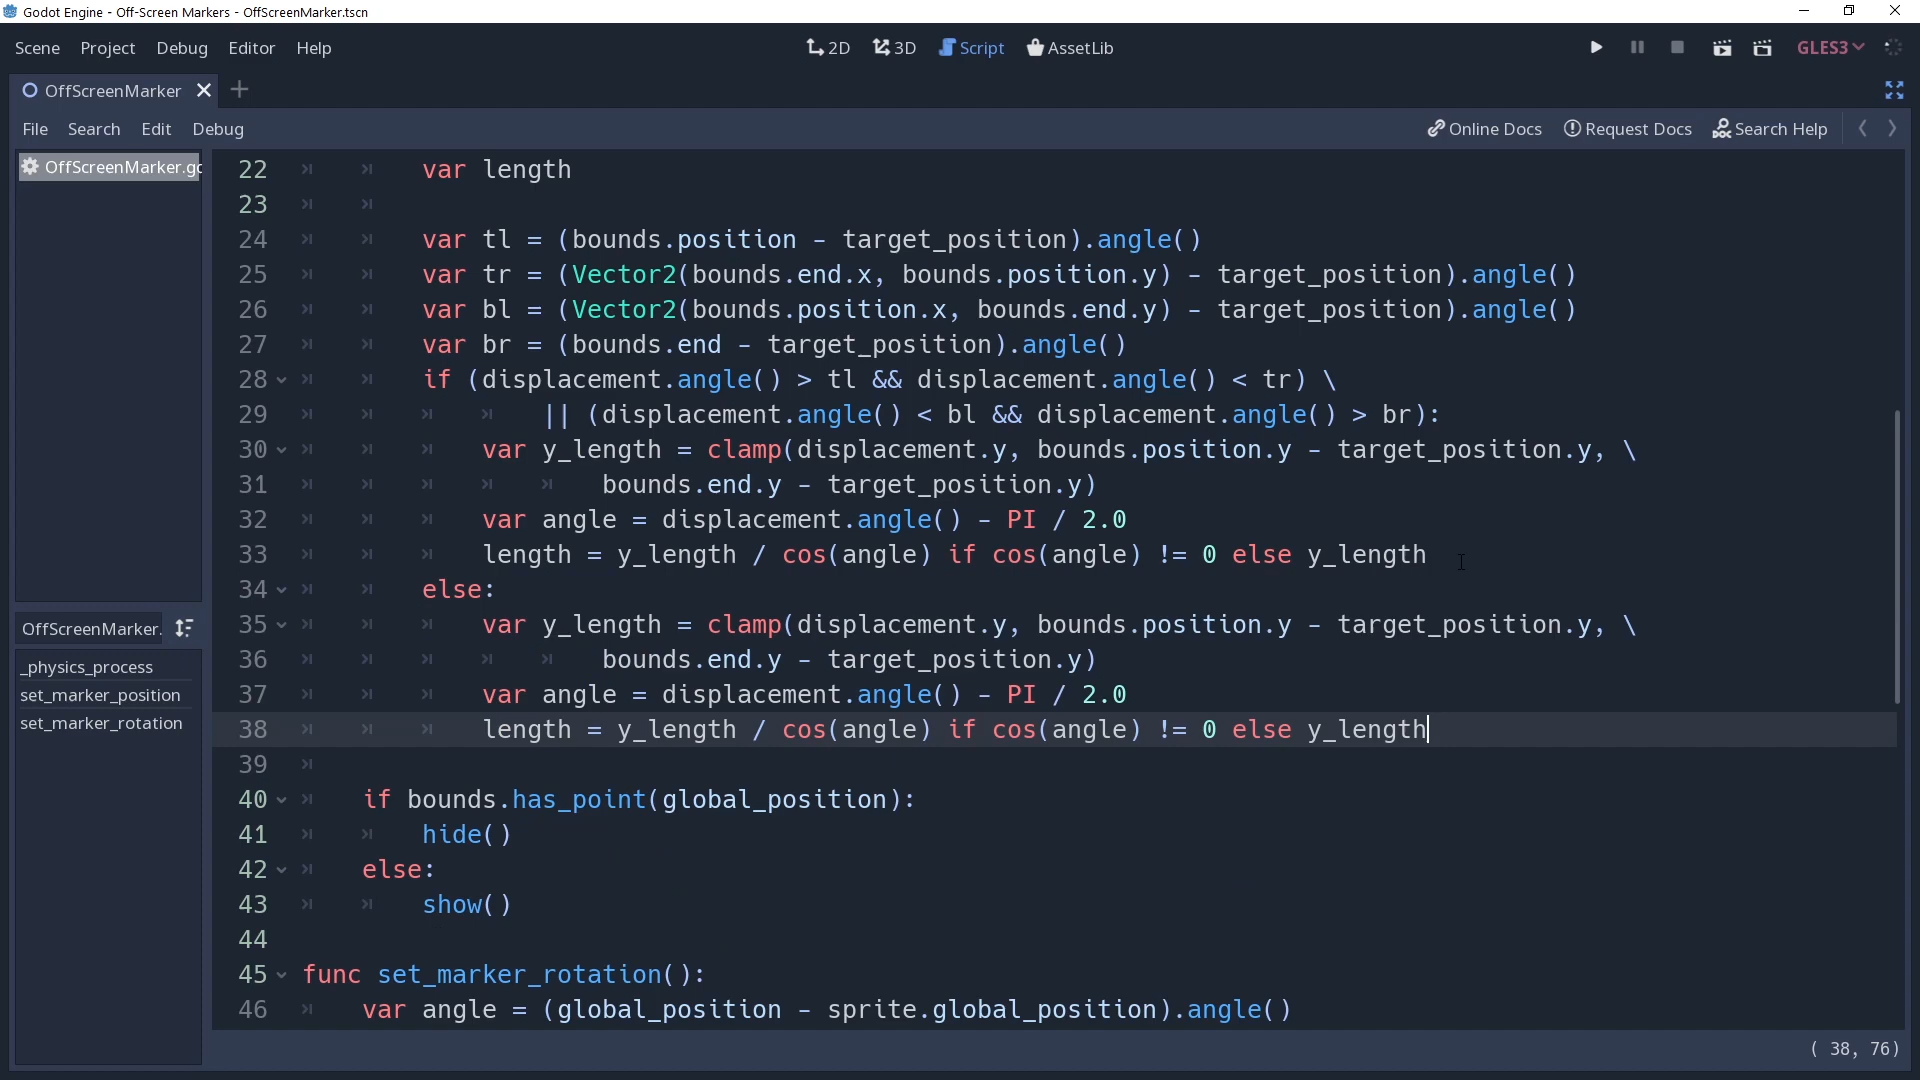 Godot Engine - Off-Screen Markers - OffScreenMarker.tscn
Scene Project Debug Editor Help 2D 3D Script AssetLib GLES3
OffScreenMarker
File Search Edit Debug Online Docs Request Docs Search Help
OffScreenMarker.gd
OffScreenMarker.
_physics_process
set_marker_position
set_marker_rotation
22 var length
23
24 var tl = (bounds.position - target_position).angle()
25 var tr = (Vector2(bounds.end.x, bounds.position.y) - target_position).angle()
26 var bl = (Vector2(bounds.position.x, bounds.end.y) - target_position).angle()
27 var br = (bounds.end - target_position).angle()
28 if (displacement.angle() > tl && displacement.angle() < tr) \
29 || (displacement.angle() < bl && displacement.angle() > br):
30 var y_length = clamp(displacement.y, bounds.position.y - target_position.y, \
31 bounds.end.y - target_position.y)
32 var angle = displacement.angle() - PI / 2.0
33 length = y_length / cos(angle) if cos(angle) != 0 else y_length
34 else:
35 var y_length = clamp(displacement.y, bounds.position.y - target_position.y, \
36 bounds.end.y - target_position.y)
37 var angle = displacement.angle() - PI / 2.0
38 length = y_length / cos(angle) if cos(angle) != 0 else y_length
39
40 if bounds.has_point(global_position):
41 hide()
42 else:
43 show()
44
45 func set_marker_rotation():
46 var angle = (global_position - sprite.global_position).angle()
( 38, 76)